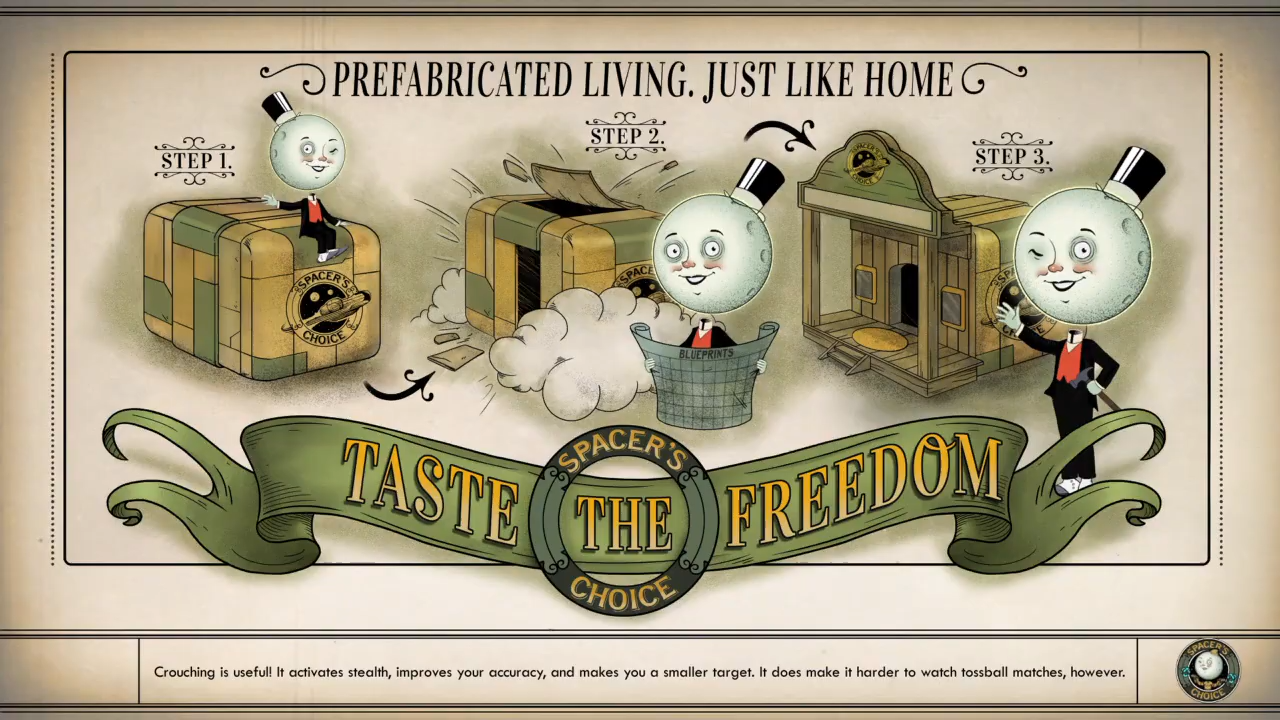 PREFABRICATED LIVING. JUST LIKE HOME
STEP 1.
STEP 2.
STEP 3.
SPACER'S
CHOICE
SPACER'S
BLUEPRINTS
SPACER'S
CHOICE
TASTE THE FREEDOM
SPACER'S
CHOICE
Crouching is useful! It activates stealth, improves your accuracy, and makes you a smaller target. It does make it harder to watch tossball matches, however.
SPACER'S
CHOICE